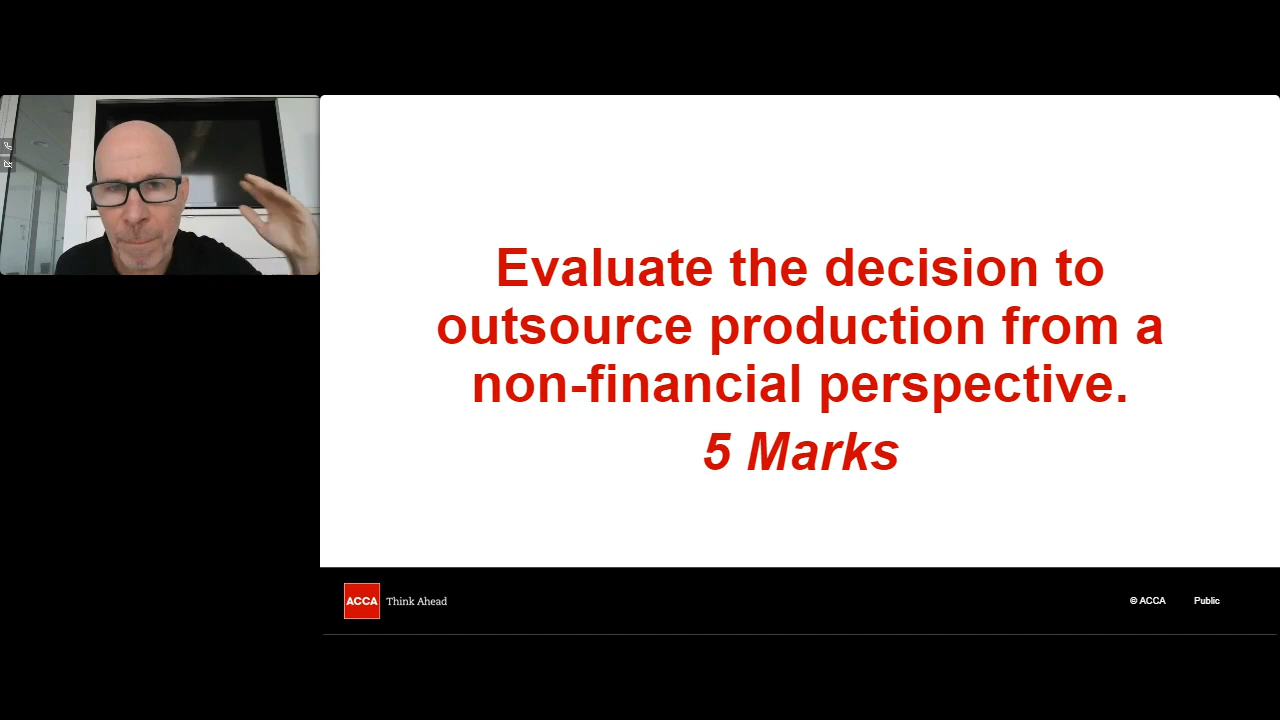 Evaluate the decision to
outsource production from a
non-financial perspective.
5 Marks
ACCA Think Ahead
© ACCA Public